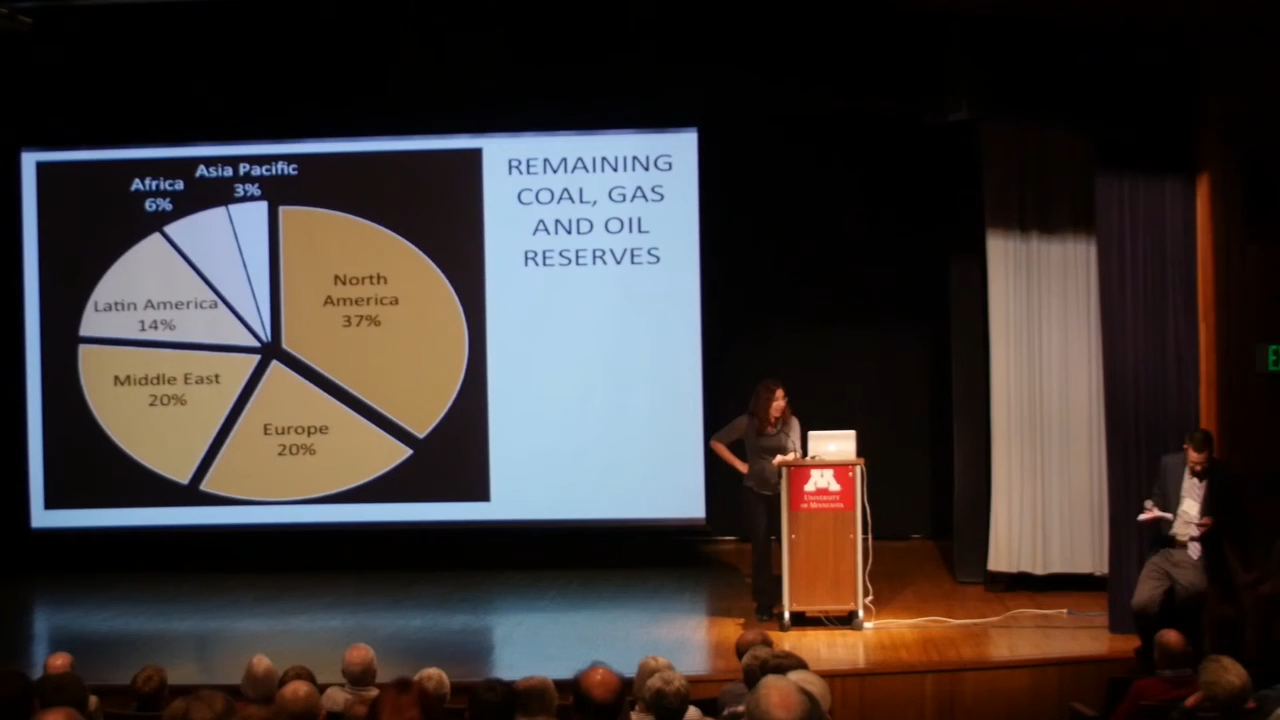 Asia Pacific
3%
Africa
6%
North
America
37%
Latin America
14%
Middle East
20%
Europe
20%
REMAINING
COAL, GAS
AND OIL
RESERVES
M
UNIVERSITY
OF MINNESOTA
E